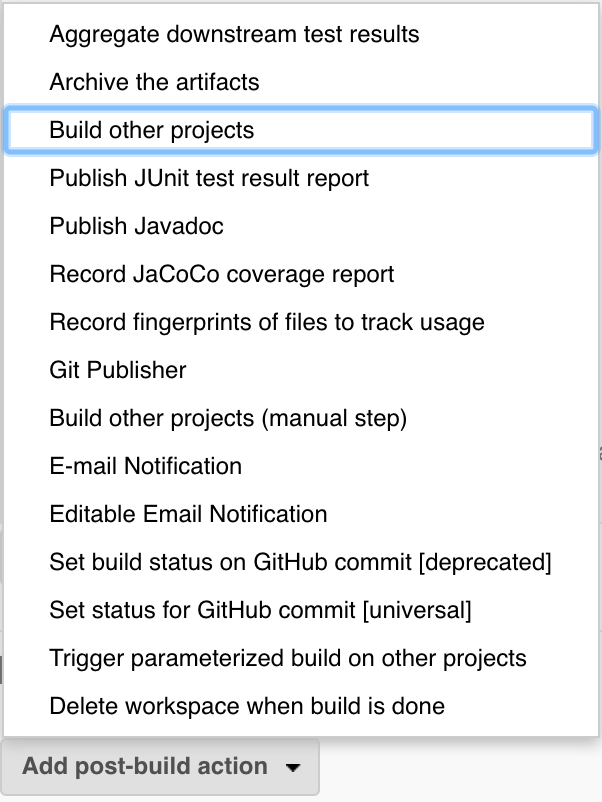 Aggregate downstream test results
Archive the artifacts
Build other projects
Publish JUnit test result report
Publish Javadoc
Record JaCoCo coverage report
Record fingerprints of files to track usage
Git Publisher
Build other projects (manual step)
E-mail Notification
Editable Email Notification
Set build status on GitHub commit [deprecated]
Set status for GitHub commit [universal]
Trigger parameterized build on other projects
Delete workspace when build is done
Add post-build action